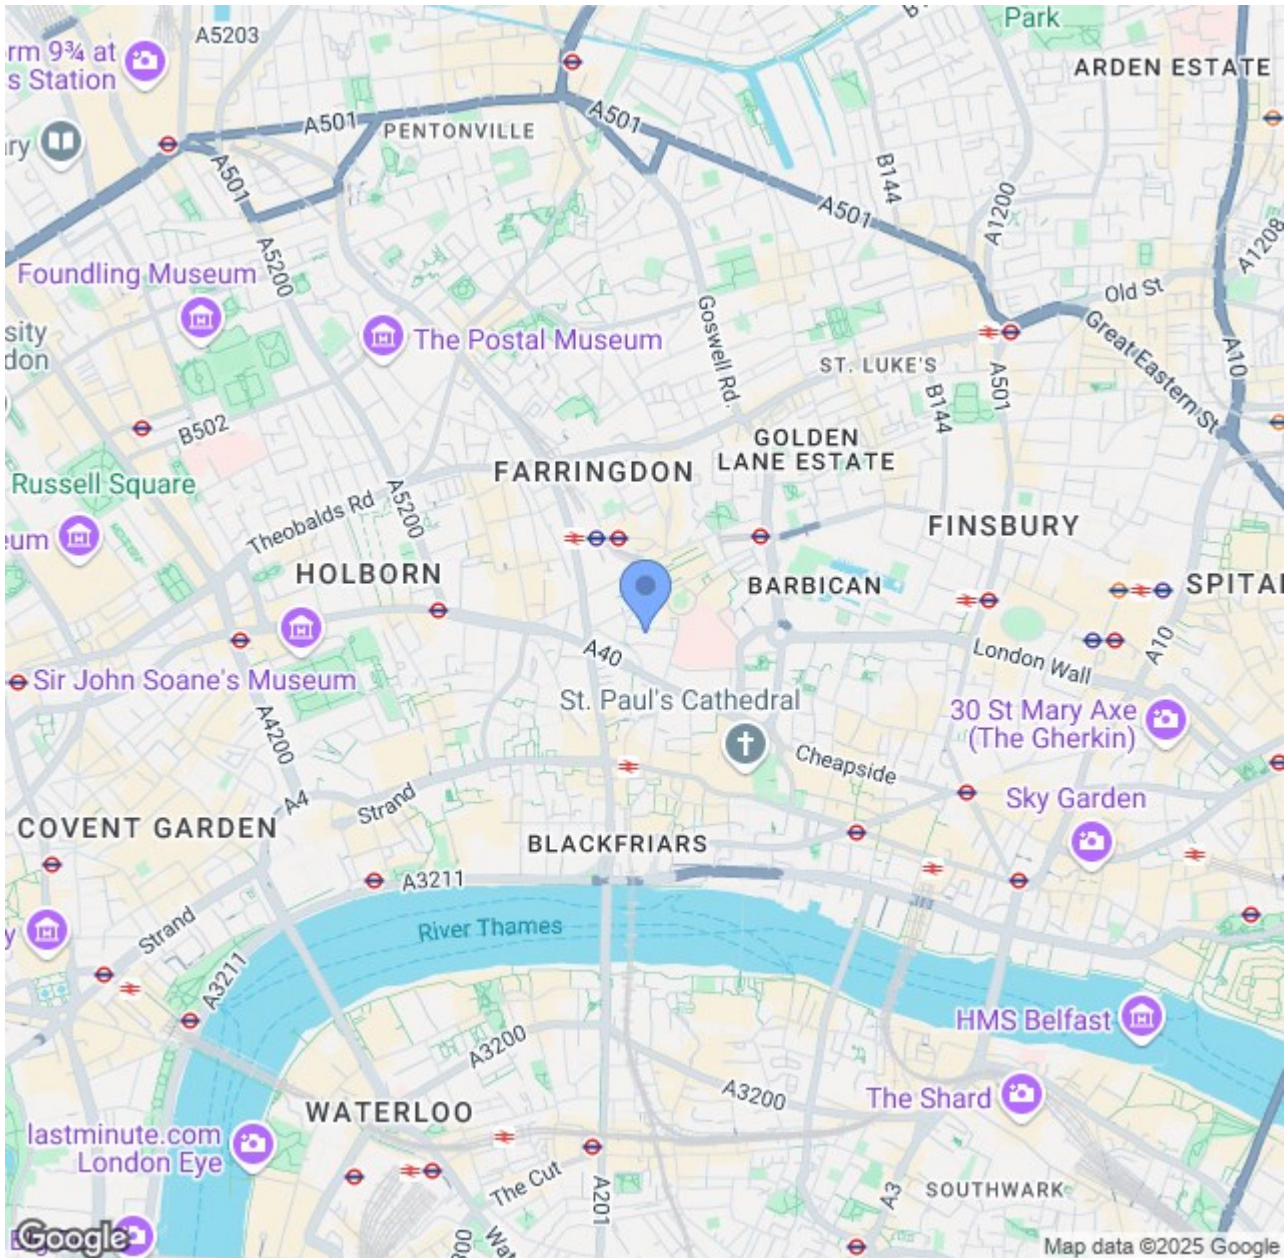 A5203
Park
rm 9¾ at
s Station
ARDEN ESTATE
A501
PENTONVILLE
A501
ry
A501
B144
A501
A1200
A5200
A1208
Foundling Museum
Old St
sity
don
The Postal Museum
Goswell Rd.
Great Eastern St
ST. LUKE'S
A10
B144
A501
B502
GOLDEN
LANE ESTATE
FARRINGDON
Russell Square
A5200
Theobalds Rd
FINSBURY
eum
HOLBORN
BARBICAN
SPITAL
A40
London Wall
A10
Sir John Soane's Museum
St. Paul's Cathedral
30 St Mary Axe
(The Gherkin)
A4200
Cheapside
Sky Garden
A4
Strand
COVENT GARDEN
BLACKFRIARS
A3211
Strand
River Thames
y
A3211
HMS Belfast
A3200
A3200
The Shard
WATERLOO
lastminute.com
London Eye
The Cut
A201
A3
SOUTHWARK
Google
Map data ©2025 Google